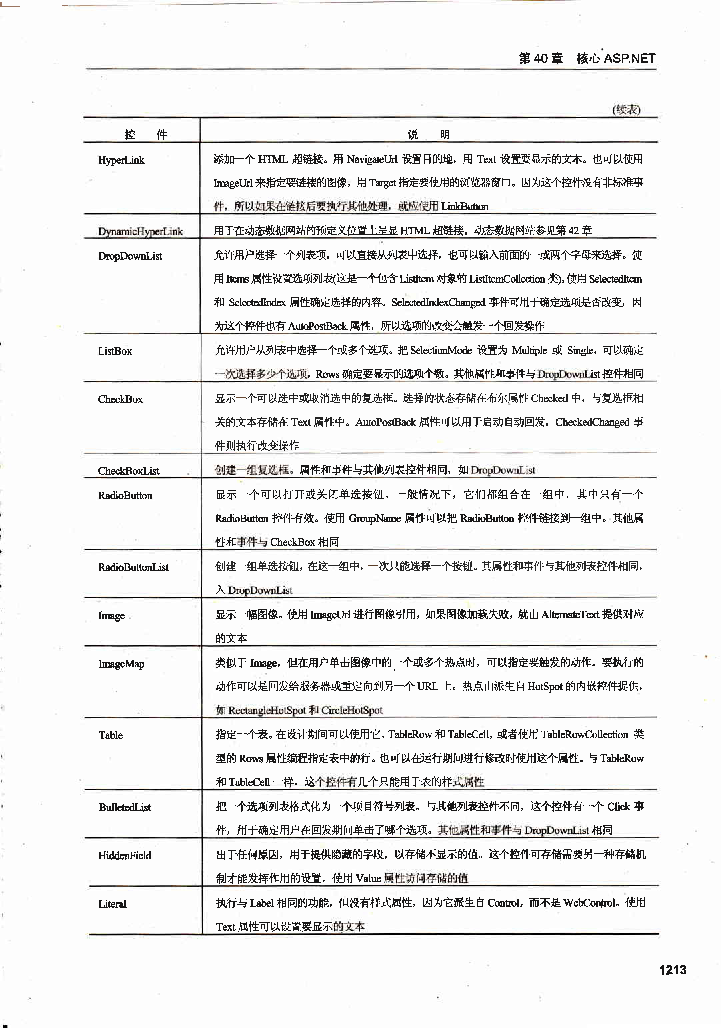 第 40 章 核心 ASP.NET
(续表)
控 件 说 明
HyperLink 添加一个 HTML 超链接。用 NavigateUrl 设置目的地，用 Text 设置要显示的文本。也可以使用
ImageUrl 来指定要链接的图像，用 Target 指定要使用的浏览器窗口。因为这个控件没有非标准事
件，所以如果在链接后要执行其他处理，就应使用 LinkButton
DynamicHyperLink 用于在动态数据网站的预定义位置上呈显 HTML 超链接。动态数据网站参见第 42 章
DropDownList 允许用户选择一个列表项，可以直接从列表中选择，也可以输入前面的一或两个字母来选择。使
用 Items 属性设置选项列表(这是一个包含 ListItem 对象的 ListItemCollection 类)，使用 SelectedItem
和 SelectedIndex 属性确定选择的内容。SelectedIndexChanged 事件可用于确定选项是否改变，因
为这个控件也有 AutoPostBack 属性，所以选项的改变会触发一个回发操作
ListBox 允许用户从列表中选择一个或多个选项。把 SelectionMode 设置为 Multiple 或 Single，可以确定
一次选择多少个选项，Rows 确定要显示的选项个数。其他属性和事件与 DropDownList 控件相同
CheckBox 显示一个可以选中或取消选中的复选框。选择的状态存储在布尔属性 Checked 中，与复选框相
关的文本存储在 Text 属性中。AutoPostBack 属性可以用于启动自动回发，CheckedChanged 事
件则执行改变操作
CheckBoxList 创建一组复选框。属性和事件与其他列表控件相同，如 DropDownList
RadioButton 显示一个可以打开或关闭单选按钮。一般情况下，它们都组合在一组中，其中只有一个
RadioButton 控件有效。使用 GroupName 属性可以把 RadioButton 控件链接到一组中。其他属
性和事件与 CheckBox 相同
RadioButtonList 创建一组单选按钮，在这一组中，一次只能选择一个按钮。其属性和事件与其他列表控件相同，
入 DropDownList
Image 显示一幅图像。使用 ImageUrl 进行图像引用，如果图像加载失败，就由 AlternateText 提供对应
的文本
ImageMap 类似于 Image，但在用户单击图像中的一个或多个热点时，可以指定要触发的动作。要执行的
动作可以是回发给服务器或重定向到另一个 URL 上。热点由派生自 HotSpot 的内嵌控件提供，
如 RectangleHotSpot 和 CircleHotSpot
Table 指定一个表。在设计期间可以使用它、TableRow 和 TableCell，或者使用 TableRowCollection 类
型的 Rows 属性编程指定表中的行。也可以在运行期间进行修改时使用这个属性。与 TableRow
和 TableCell 一样，这个控件有几个只能用于表的样式属性
BulletedList 把一个选项列表格式化为一个项目符号列表。与其他列表控件不同，这个控件有一个 Click 事
件，用于确定用户在回发期间单击了哪个选项。其他属性和事件与 DropDownList 相同
HiddenField 出于任何原因，用于提供隐藏的字段，以存储不显示的值。这个控件可存储需要另一种存储机
制才能发挥作用的设置，使用 Value 属性访问存储的值
Literal 执行与 Label 相同的功能，但没有样式属性，因为它派生自 Control，而不是 WebControl。使用
Text 属性可以设置要显示的文本
1213